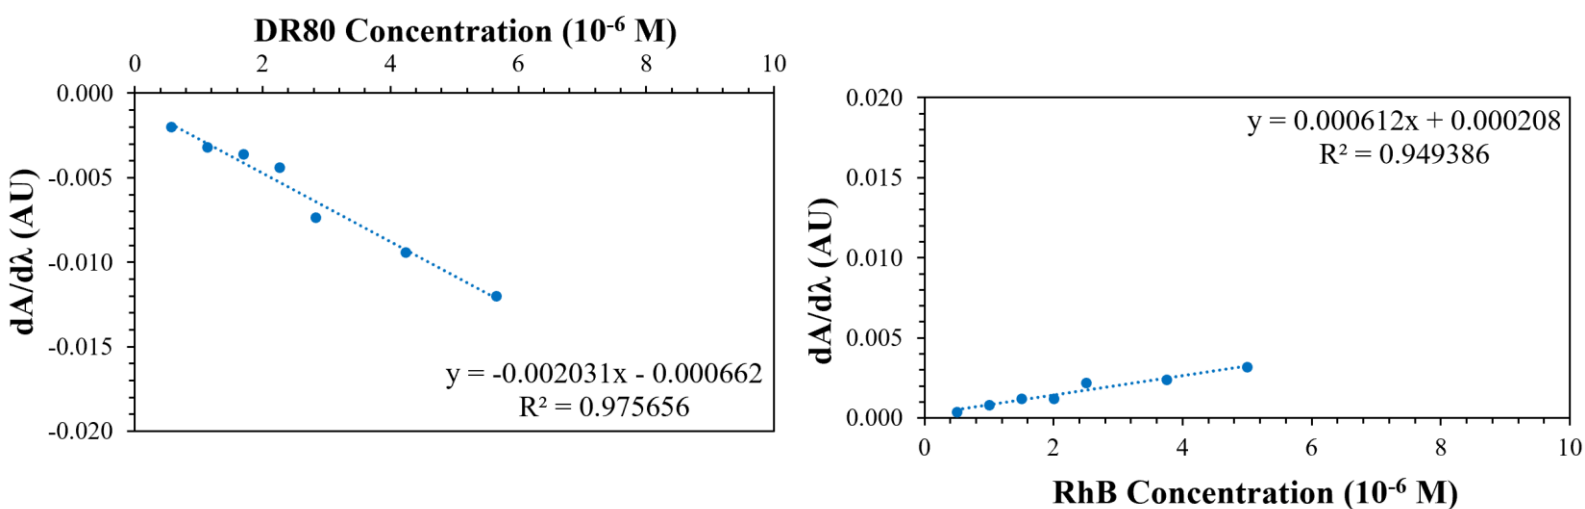 DR80 Concentration (10⁻⁶ M)
0 2 4 6 8 10
dA/dλ (AU)
0.000
-0.005
-0.010
-0.015
-0.020
y = -0.002031x - 0.000662
R² = 0.975656
dA/dλ (AU)
0.020
0.015
0.010
0.005
0.000
y = 0.000612x + 0.000208
R² = 0.949386
0 2 4 6 8 10
RhB Concentration (10⁻⁶ M)